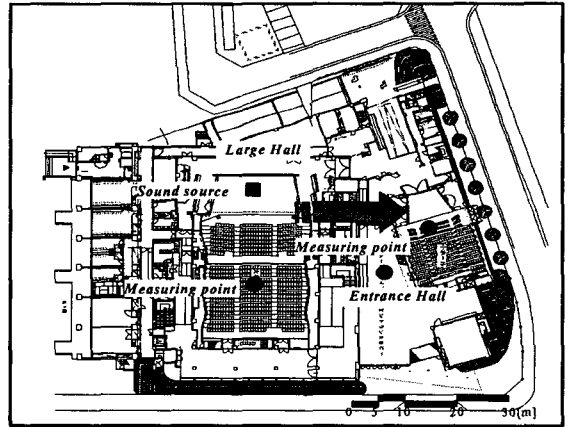 Large Hall
Sound source
Measuring point
Measuring point
Entrance Hall
0 5 10 20 30[m]